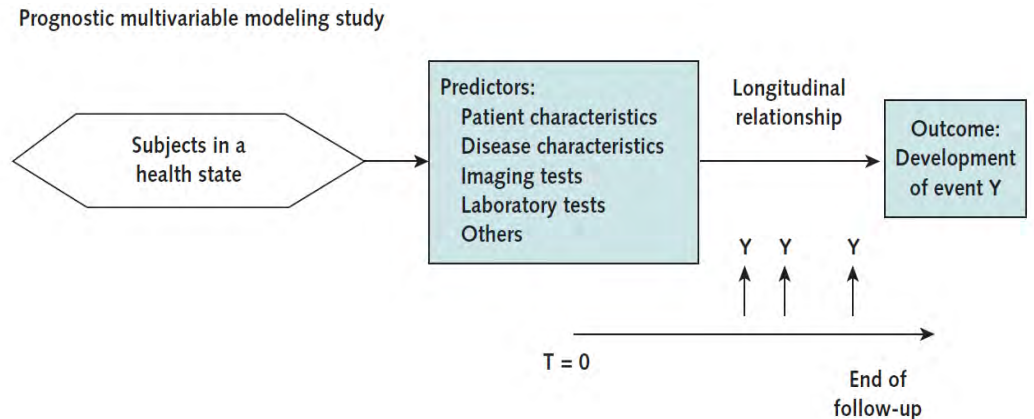 Prognostic multivariable modeling study
Subjects in a
health state
Predictors:
Patient characteristics
Disease characteristics
Imaging tests
Laboratory tests
Others
Longitudinal
relationship
Outcome:
Development
of event Y
Y Y Y
T = 0
End of
follow-up